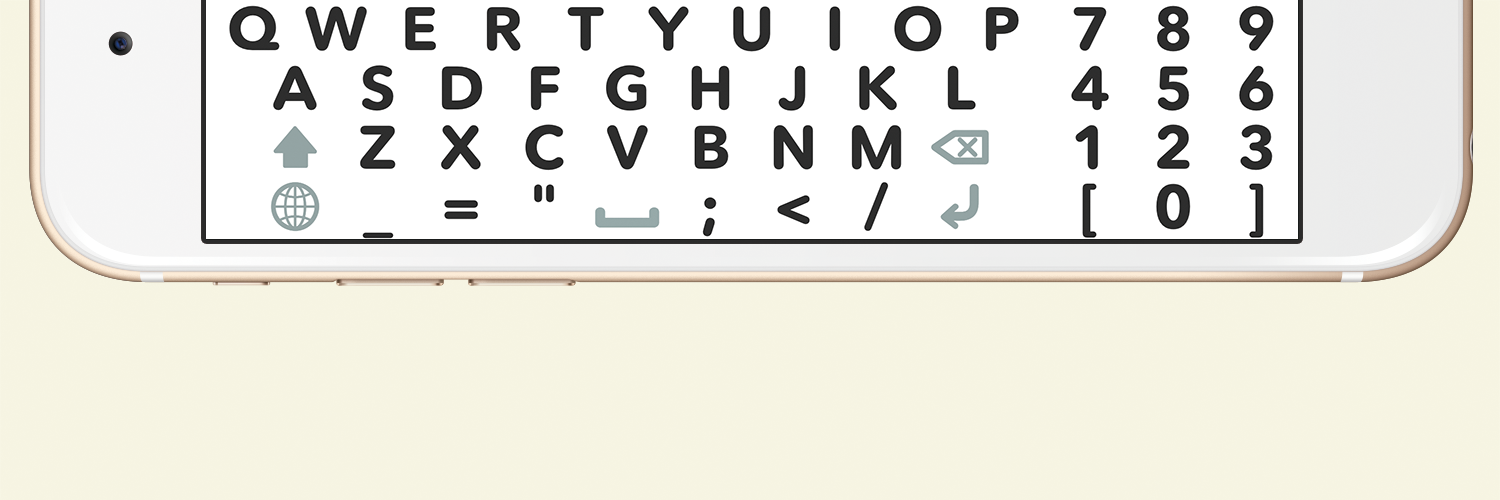 Q W E R T Y U I O P 7 8 9
A S D F G H J K L 4 5 6
Z X C V B N M 1 2 3
_ = " ; < / [ 0 ]